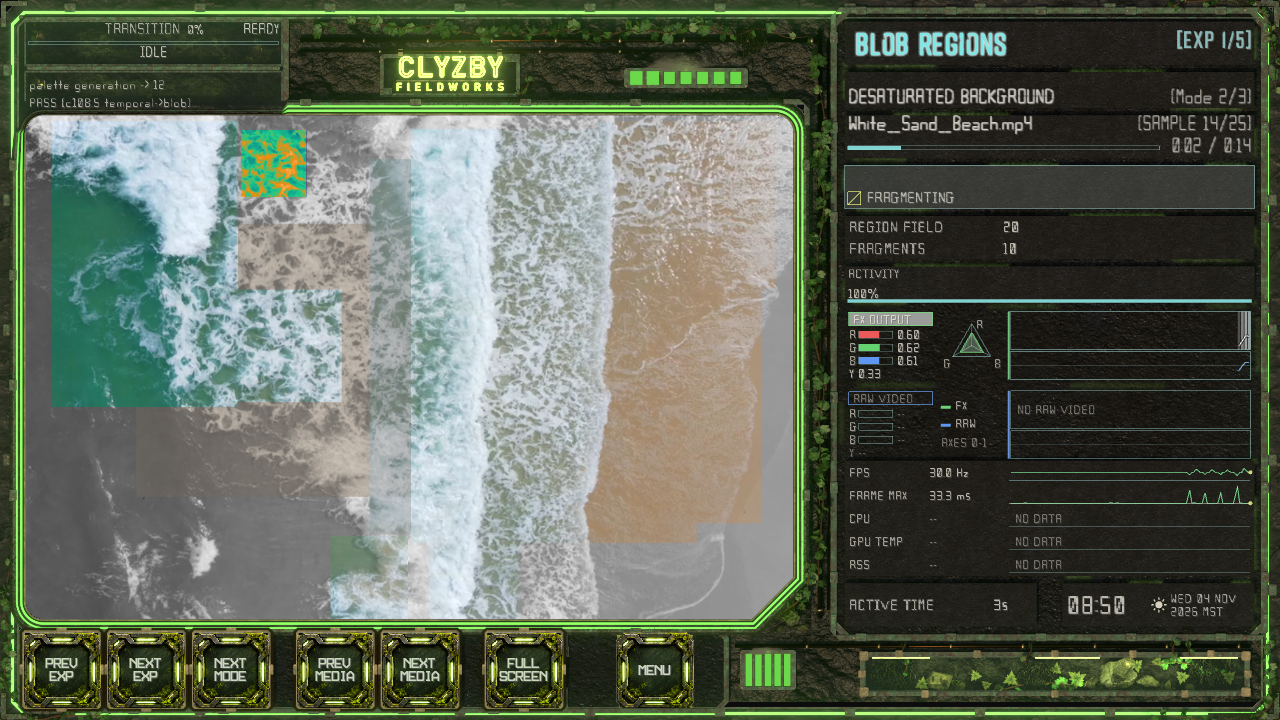 TRANSITION 0% READY
IDLE
palette generation -> 12
PASS (c1085 temporal->blob)
CLYZBY
FIELDWORKS
BLOB REGIONS [EXP 1/5]
DESATURATED BACKGROUND (Mode 2/3)
White_Sand_Beach.mp4 (SAMPLE 14/25)
0:02 / 0:14
FRAGMENTING
REGION FIELD 20
FRAGMENTS 10
ACTIVITY
100%
FX OUTPUT
R 0.60
G 0.62
B 0.61
Y 0.33
R
G B
RAW VIDEO
R --
G --
B --
Y --
FX
RAW
AXES 0-1
NO RAW VIDEO
FPS 30.0 Hz
FRAME MAX 33.3 ms
CPU -- NO DATA
GPU TEMP -- NO DATA
RSS -- NO DATA
ACTIVE TIME 3s
08:50
WED 04 NOV
2026 MST
PREV
EXP
NEXT
EXP
NEXT
MODE
PREV
MEDIA
NEXT
MEDIA
FULL
SCREEN
MENU